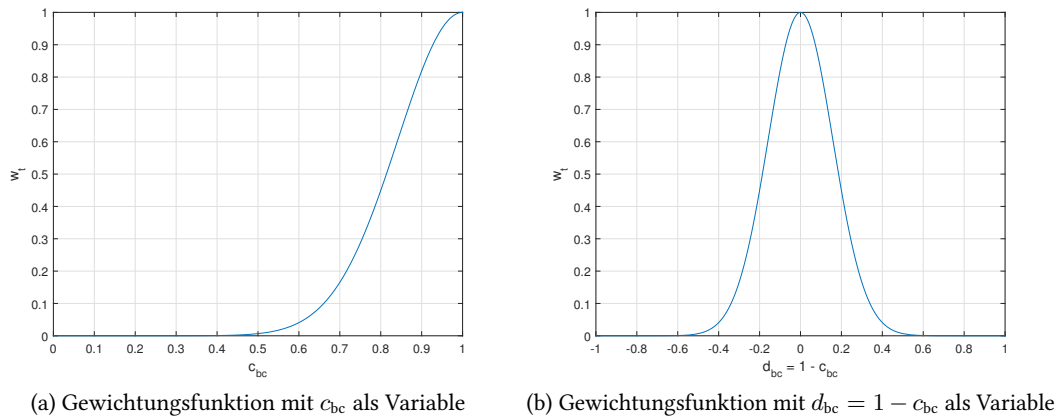 1
0.9
0.8
0.7
0.6
0.5
0.4
0.3
0.2
0.1
0
w_t
0 0.1 0.2 0.3 0.4 0.5 0.6 0.7 0.8 0.9 1
c_bc
(a) Gewichtungsfunktion mit c_bc als Variable
1
0.9
0.8
0.7
0.6
0.5
0.4
0.3
0.2
0.1
0
w_t
-1 -0.8 -0.6 -0.4 -0.2 0 0.2 0.4 0.6 0.8 1
d_bc = 1 - c_bc
(b) Gewichtungsfunktion mit d_bc = 1 − c_bc als Variable